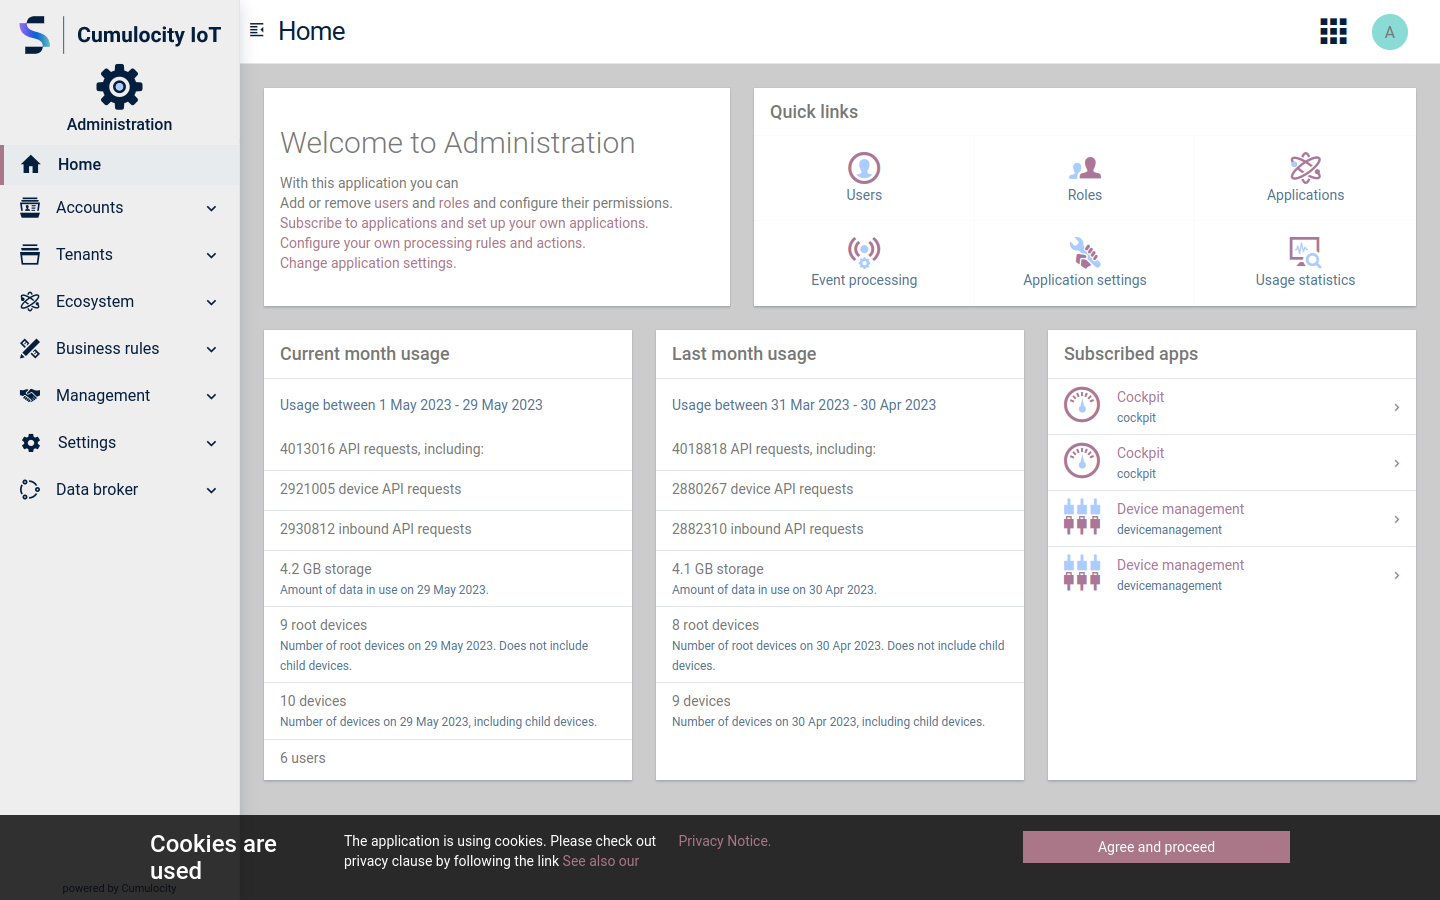 Cumulocity IoT
Administration
Home
Accounts
Tenants
Ecosystem
Business rules
Management
Settings
Data broker
Home
A
Welcome to Administration
With this application you can
Add or remove users and roles and configure their permissions.
Subscribe to applications and set up your own applications.
Configure your own processing rules and actions.
Change application settings.
Quick links
Users
Roles
Applications
Event processing
Application settings
Usage statistics
Current month usage
Usage between 1 May 2023 - 29 May 2023
4013016 API requests, including:
2921005 device API requests
2930812 inbound API requests
4.2 GB storage
Amount of data in use on 29 May 2023.
9 root devices
Number of root devices on 29 May 2023. Does not include
child devices.
10 devices
Number of devices on 29 May 2023, including child devices.
6 users
Last month usage
Usage between 31 Mar 2023 - 30 Apr 2023
4018818 API requests, including:
2880267 device API requests
2882310 inbound API requests
4.1 GB storage
Amount of data in use on 30 Apr 2023.
8 root devices
Number of root devices on 30 Apr 2023. Does not include child
devices.
9 devices
Number of devices on 30 Apr 2023, including child devices.
Subscribed apps
Cockpit
cockpit
Cockpit
cockpit
Device management
devicemanagement
Device management
devicemanagement
Cookies are
used
The application is using cookies. Please check out
privacy clause by following the link See also our
Privacy Notice.
Agree and proceed
powered by Cumulocity